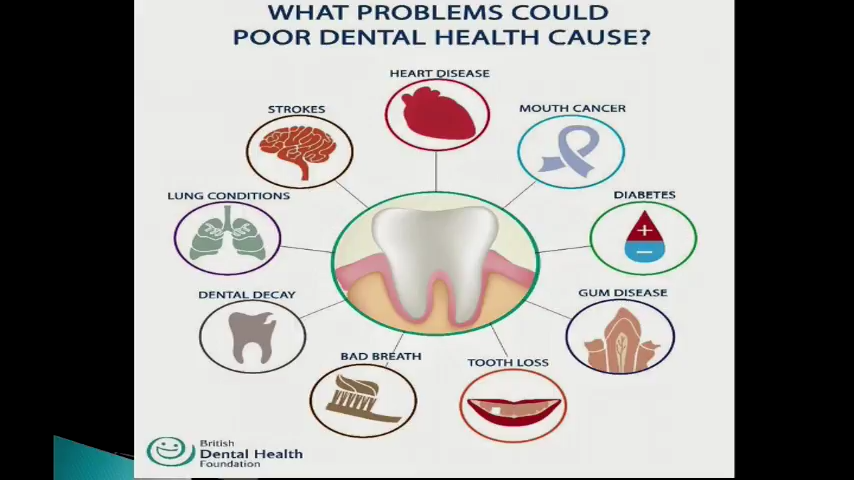 WHAT PROBLEMS COULD
POOR DENTAL HEALTH CAUSE?
HEART DISEASE
STROKES
MOUTH CANCER
LUNG CONDITIONS
DIABETES
DENTAL DECAY
GUM DISEASE
BAD BREATH
TOOTH LOSS
British
Dental Health
Foundation